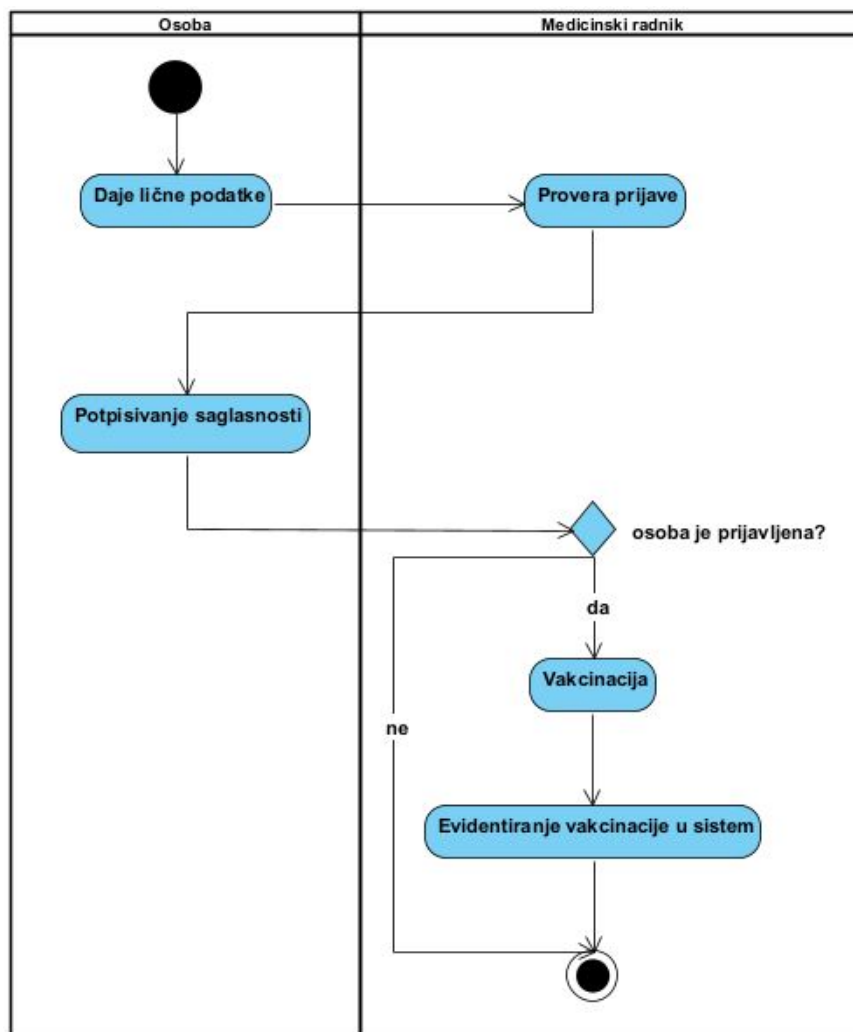 Osoba
Medicinski radnik
Daje lične podatke
Provera prijave
Potpisivanje saglasnosti
osoba je prijavljena?
da
Vakcinacija
ne
Evidentiranje vakcinacije u sistem